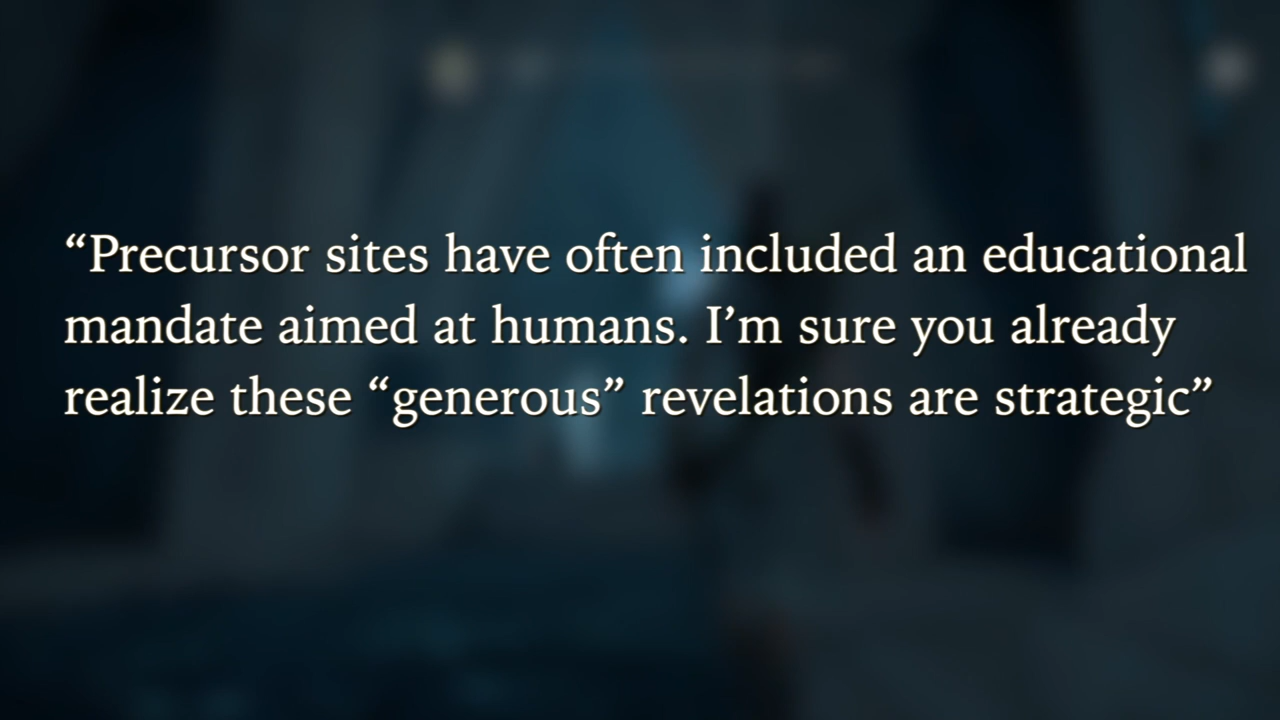 “Precursor sites have often included an educational
mandate aimed at humans. I’m sure you already
realize these “generous” revelations are strategic”